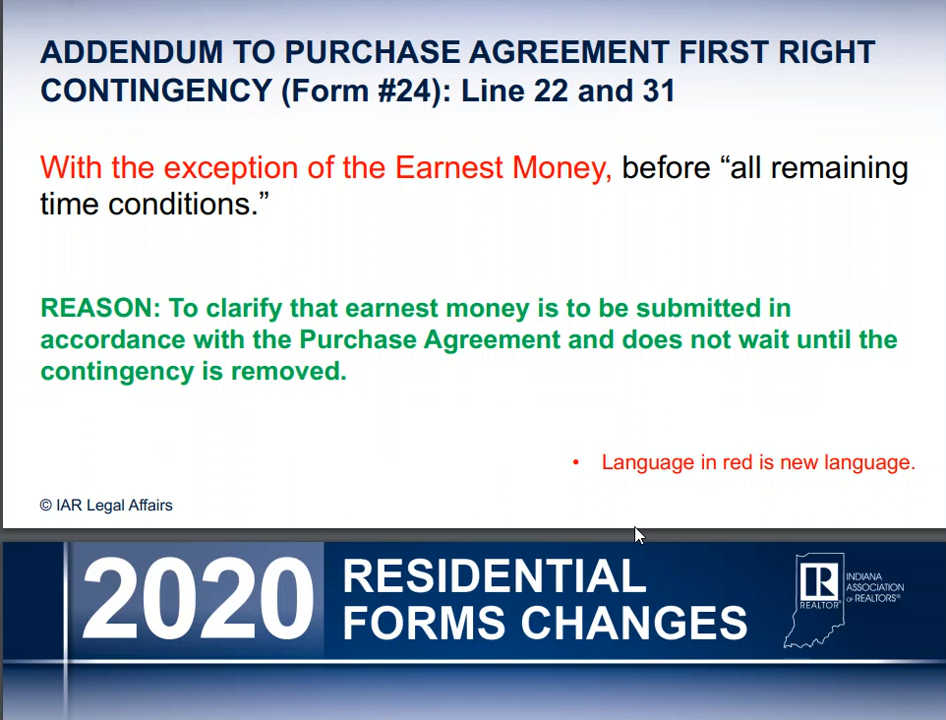 ADDENDUM TO PURCHASE AGREEMENT FIRST RIGHT
CONTINGENCY (Form #24): Line 22 and 31
With the exception of the Earnest Money, before “all remaining
time conditions.”
REASON: To clarify that earnest money is to be submitted in
accordance with the Purchase Agreement and does not wait until the
contingency is removed.
• Language in red is new language.
© IAR Legal Affairs
2020
RESIDENTIAL
FORMS CHANGES
R
REALTOR®
INDIANA
ASSOCIATION
OF REALTORS®